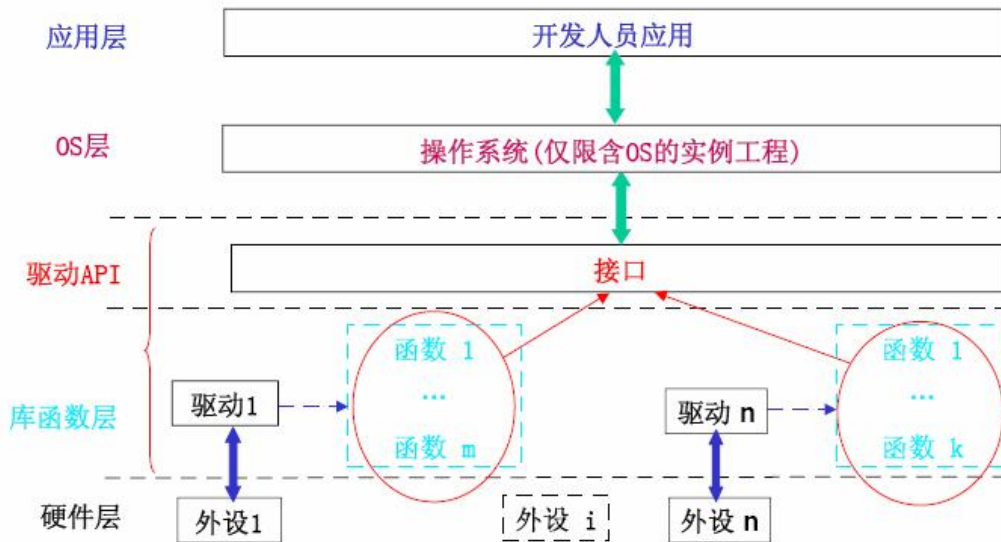 应用层
开发人员应用
OS层
操作系统(仅限含OS的实例工程)
驱动API
接口
库函数层
驱动1
函数 1
...
函数 m
驱动 n
函数 1
...
函数 k
硬件层
外设1
外设 i
外设 n